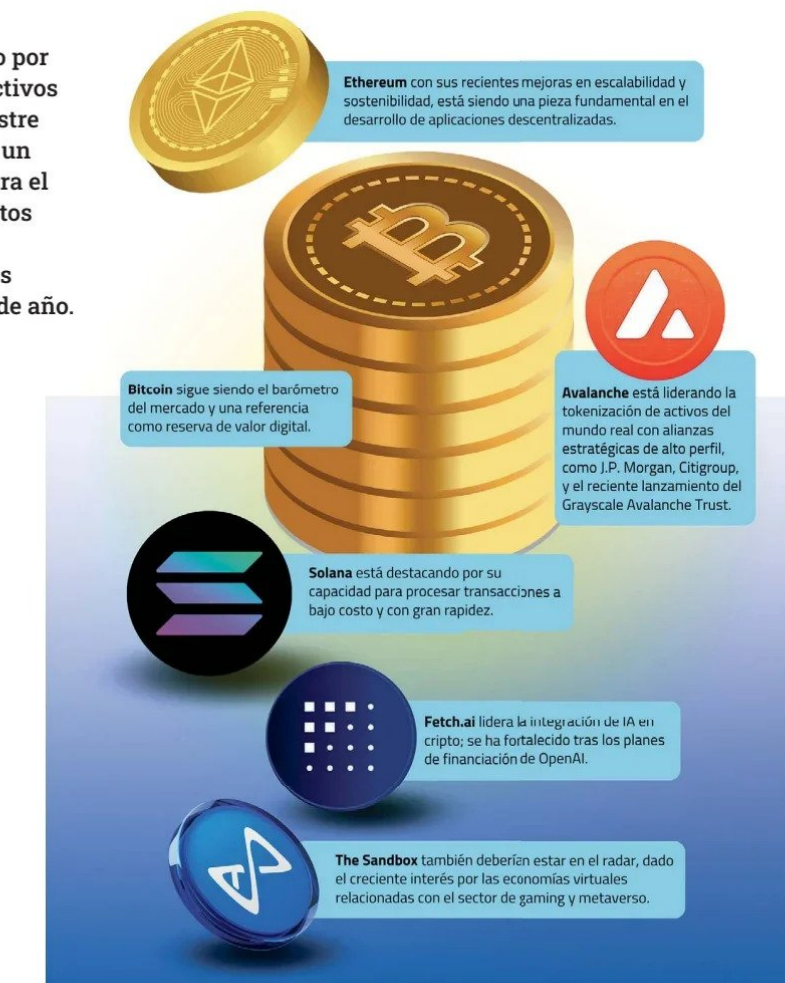 o por
ctivos
stre
un
ra el
tos
s
de año.
Ethereum con sus recientes mejoras en escalabilidad y
sostenibilidad, está siendo una pieza fundamental en el
desarrollo de aplicaciones descentralizadas.
Bitcoin sigue siendo el barómetro
del mercado y una referencia
como reserva de valor digital.
Avalanche está liderando la
tokenización de activos del
mundo real con alianzas
estratégicas de alto perfil,
como J.P. Morgan, Citigroup,
y el reciente lanzamiento del
Grayscale Avalanche Trust.
Solana está destacando por su
capacidad para procesar transacciones a
bajo costo y con gran rapidez.
Fetch.ai lidera la integración de IA en
cripto; se ha fortalecido tras los planes
de financiación de OpenAI.
The Sandbox también deberían estar en el radar, dado
el creciente interés por las economías virtuales
relacionadas con el sector de gaming y metaverso.